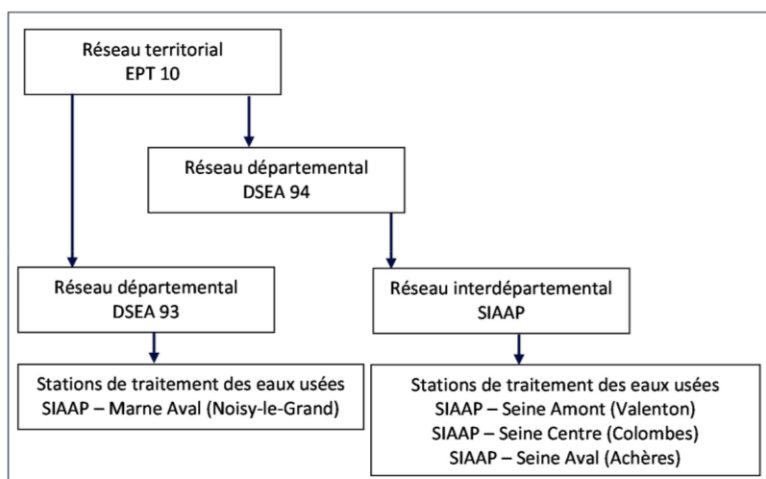 Réseau territorial
EPT 10
Réseau départemental
DSEA 94
Réseau départemental
DSEA 93
Réseau interdépartemental
SIAAP
Stations de traitement des eaux usées
SIAAP – Marne Aval (Noisy-le-Grand)
Stations de traitement des eaux usées
SIAAP – Seine Amont (Valenton)
SIAAP – Seine Centre (Colombes)
SIAAP – Seine Aval (Achères)